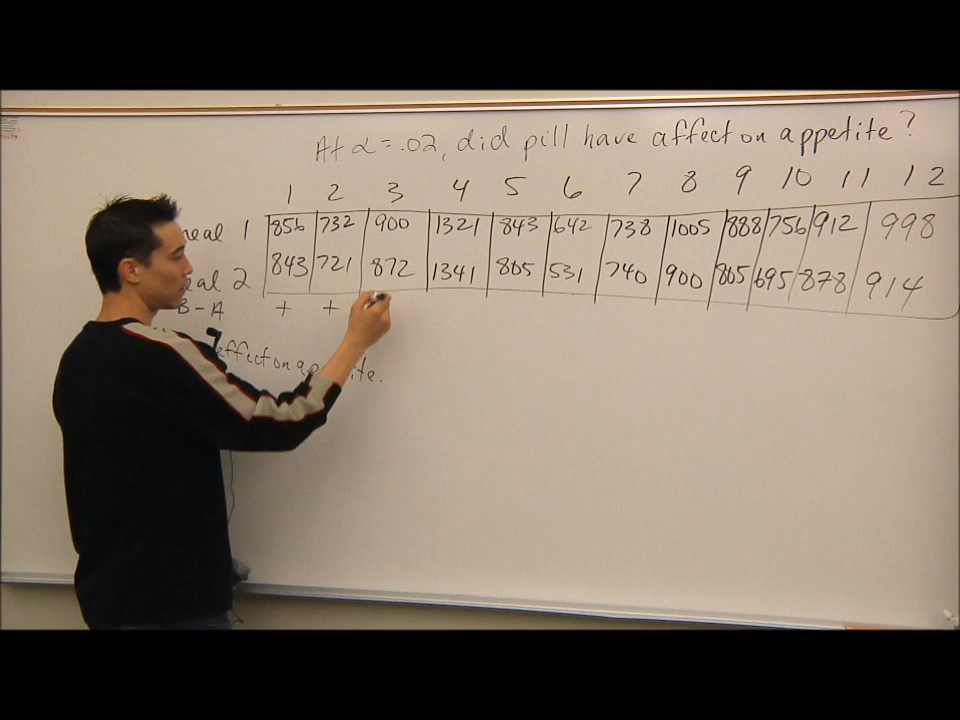 At α = .02, did pill have affect on appetite?
1 2 3 4 5 6 7 8 9 10 11 12
meal 1 856 732 900 1321 843 642 738 1005 888 756 912 998
meal 2 843 721 872 1341 805 531 740 900 805 695 878 914
B - A + +
effect on appetite.